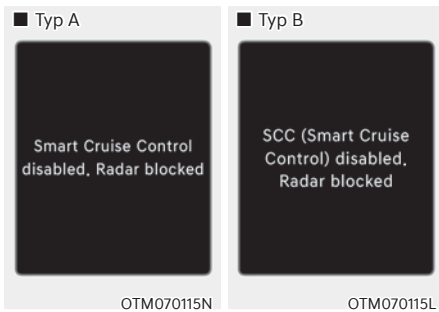 ■ Typ A
Smart Cruise Control
disabled. Radar blocked
OTM070115N
■ Typ B
SCC (Smart Cruise
Control) disabled.
Radar blocked
OTM070115L